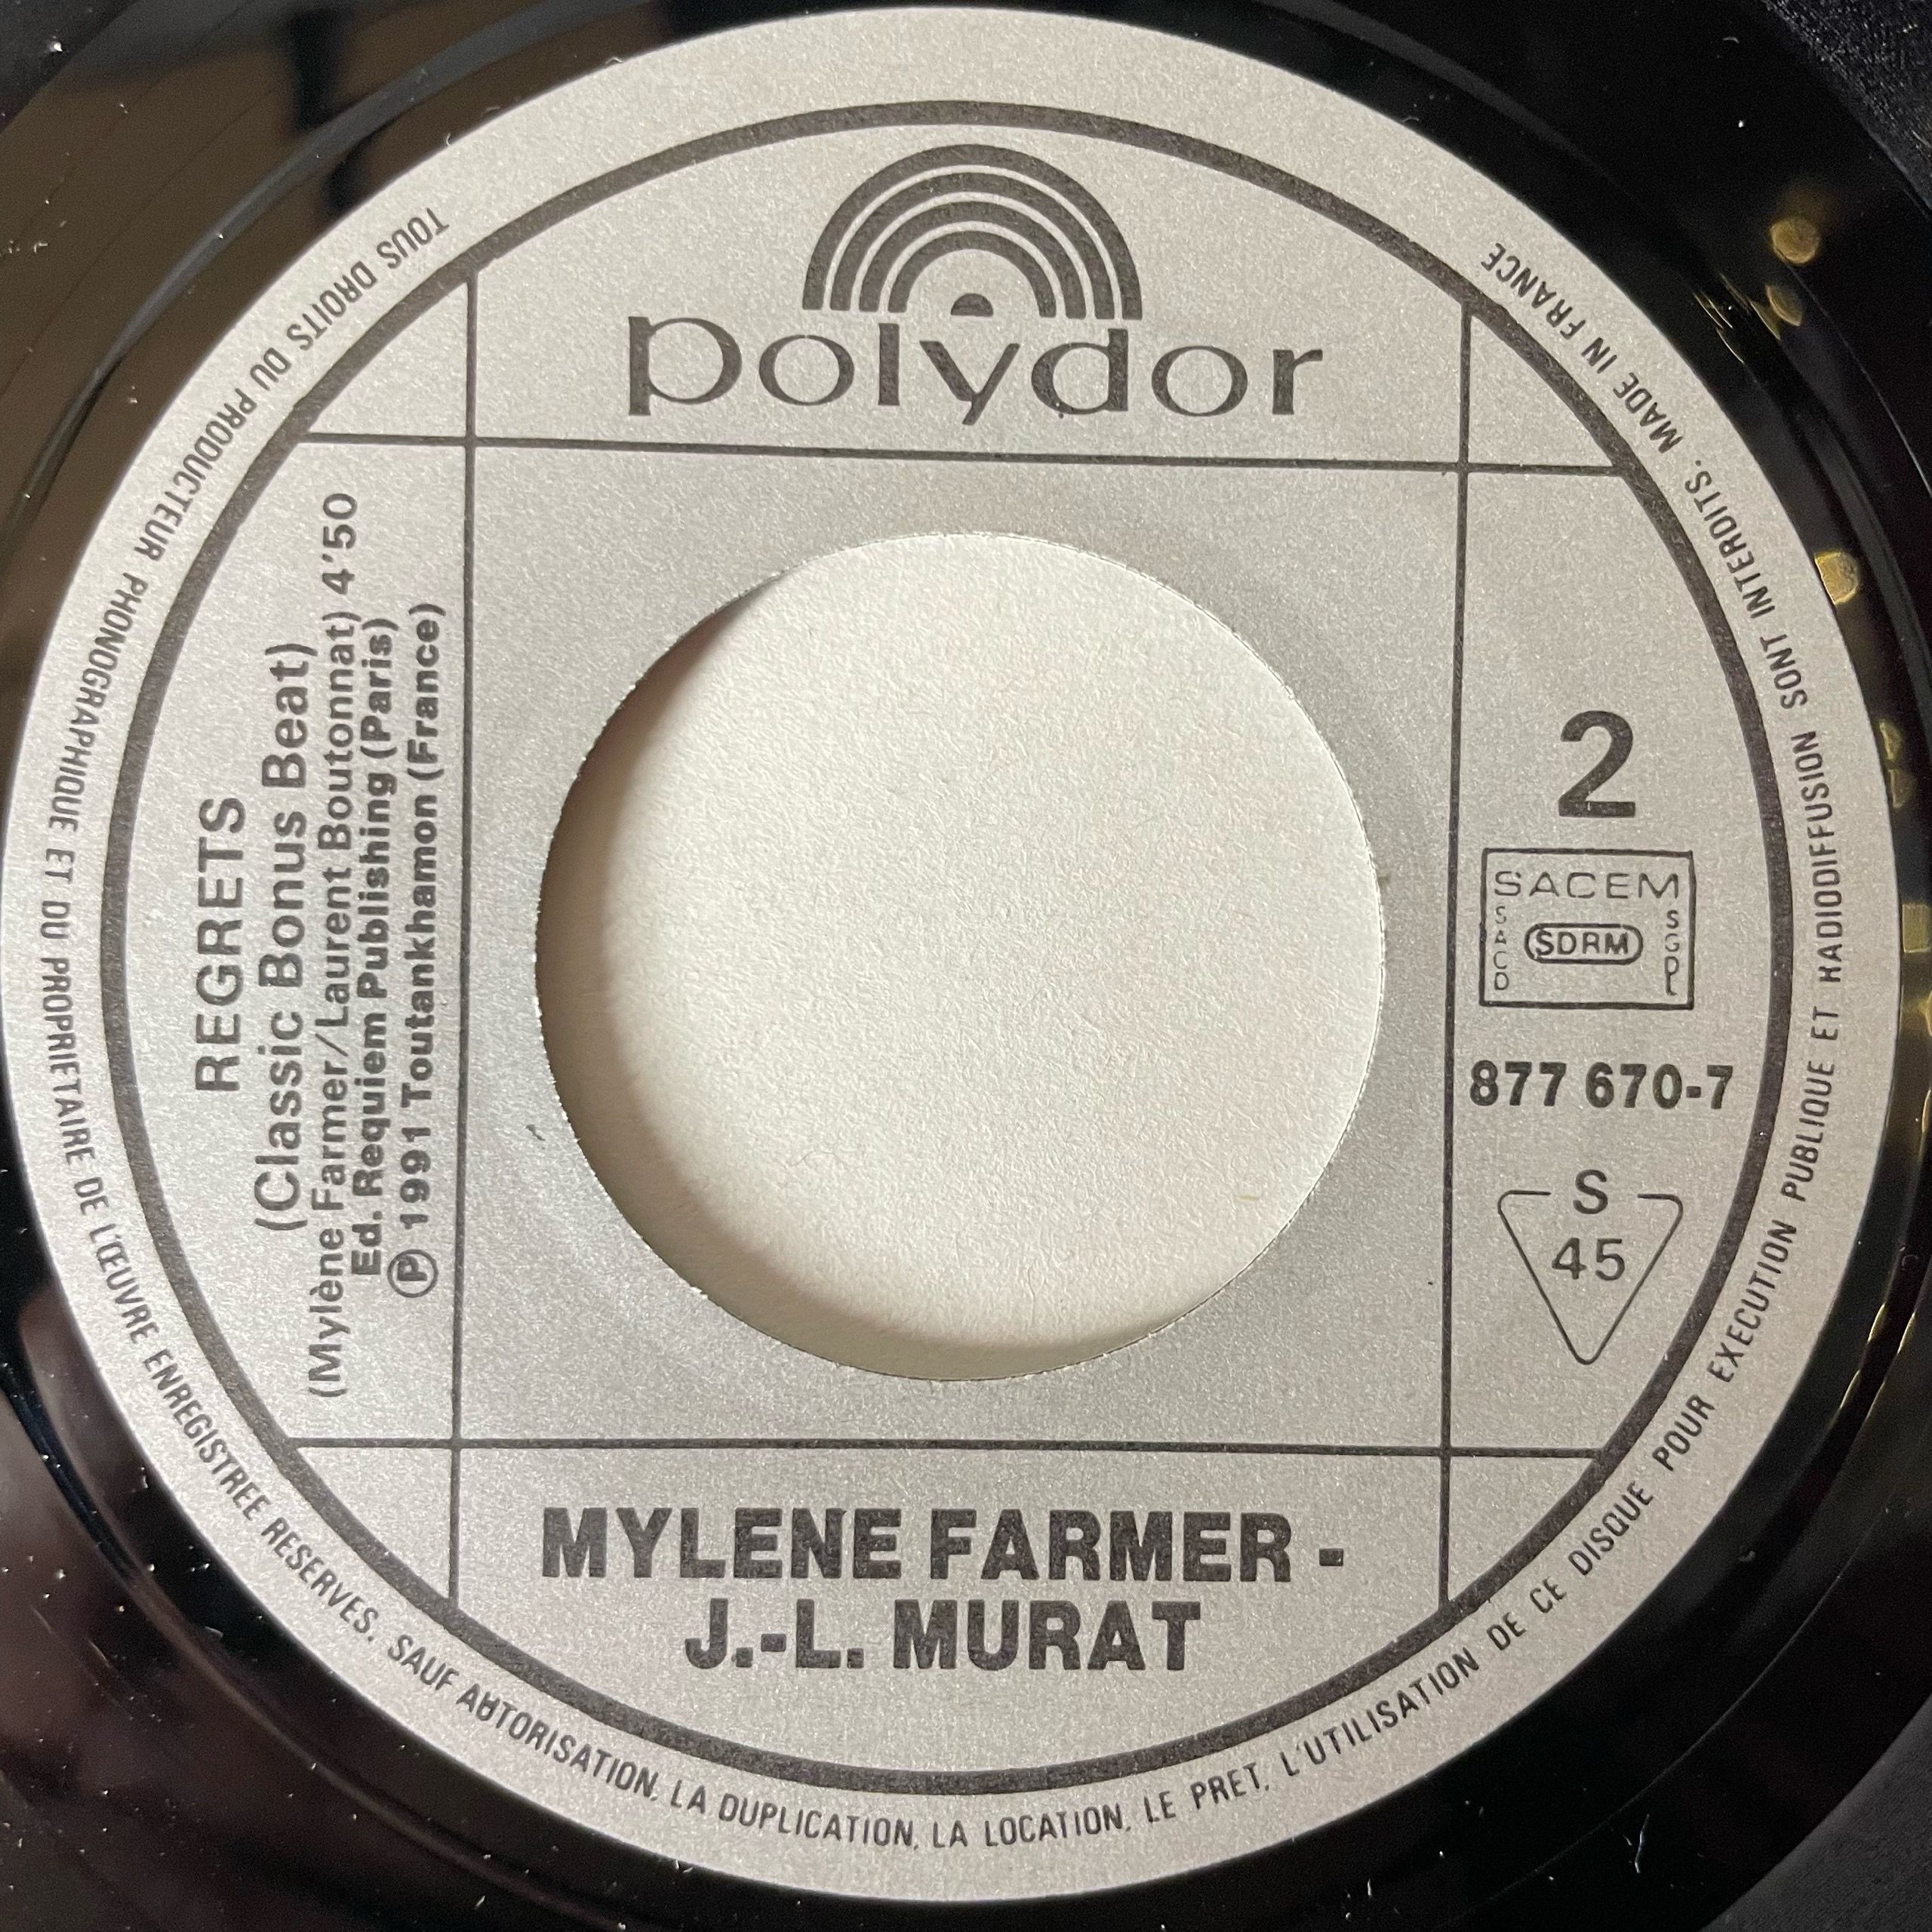 polydor
REGRETS
(Classic Bonus Beat)
(Mylène Farmer/Laurent Boutonnat) 4'50
Ed. Requiem Publishing (Paris)
Ⓟ 1991 Toutankhamon (France)
2
SACEM
SACD
SDRM
SGDL
877 670-7
S
45
MYLENE FARMER -
J.-L. MURAT
TOUS DROITS DU PRODUCTEUR PHONOGRAPHIQUE ET DU PROPRIETAIRE DE L'ŒUVRE ENREGISTREE RESERVES. SAUF AUTORISATION, LA DUPLICATION, LA LOCATION, LE PRET, L'UTILISATION DE CE DISQUE POUR EXECUTION PUBLIQUE ET RADIODIFFUSION SONT INTERDITS. MADE IN FRANCE